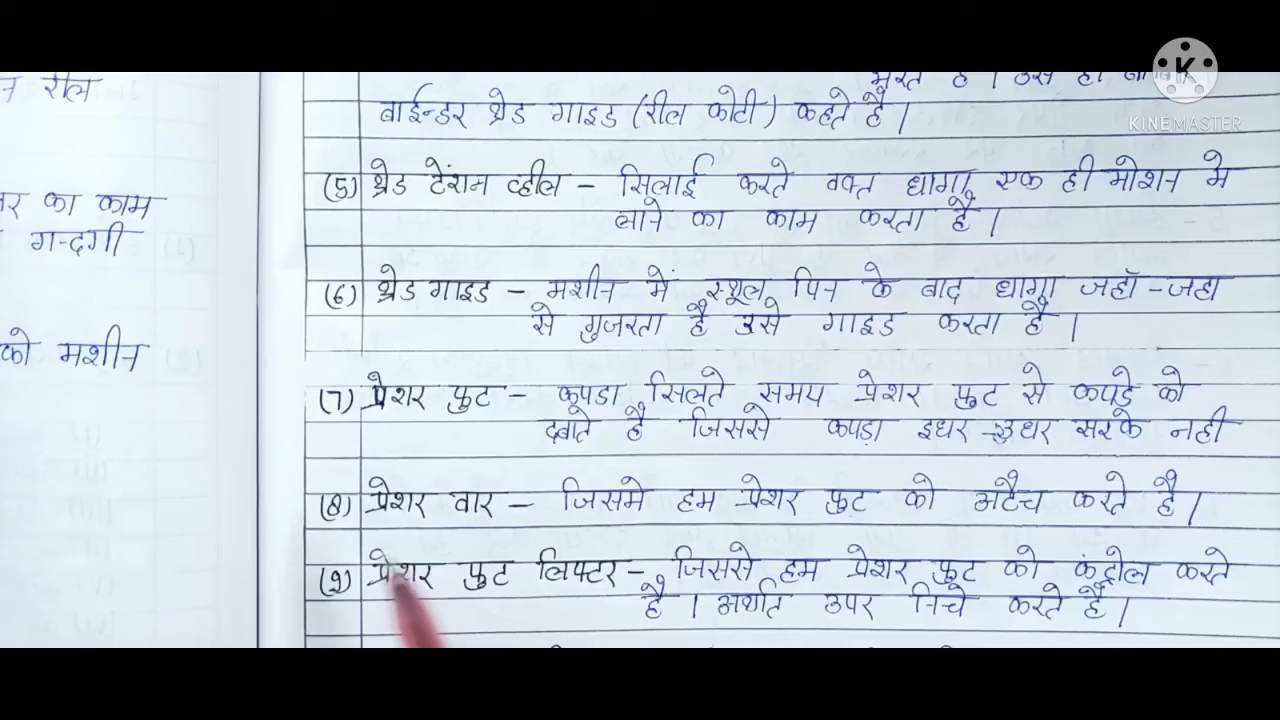 रील
र का काम
गन्दगी
को मशीन
बाईन्डर थ्रेड गाइड (रील कोटी) कहते है।
(5) थ्रेड टेंशन व्हील - सिलाई करते वक्त धागा एक ही मोशन मे
लाने का काम करता है।
(6) थ्रेड गाइड - मशीन में स्थूल पिन के बाद धागा जहॉ-जहा
से गुजरता है उसे गाइड करता है।
(7) प्रेशर फुट - कपडा सिलते समय प्रेशर फुट से कपड़े को
दबाते है जिससे कपड़ा इधर-उधर सरके नही
(8) प्रेशर वार - जिसमे हम प्रेशर फुट को अटैच करते है।
(9) प्रेशर फुट लिफ्टर - जिससे हम प्रेशर फुट को कंट्रोल करते
है। अर्थात उपर निचे करते है।
K
KINEMASTER